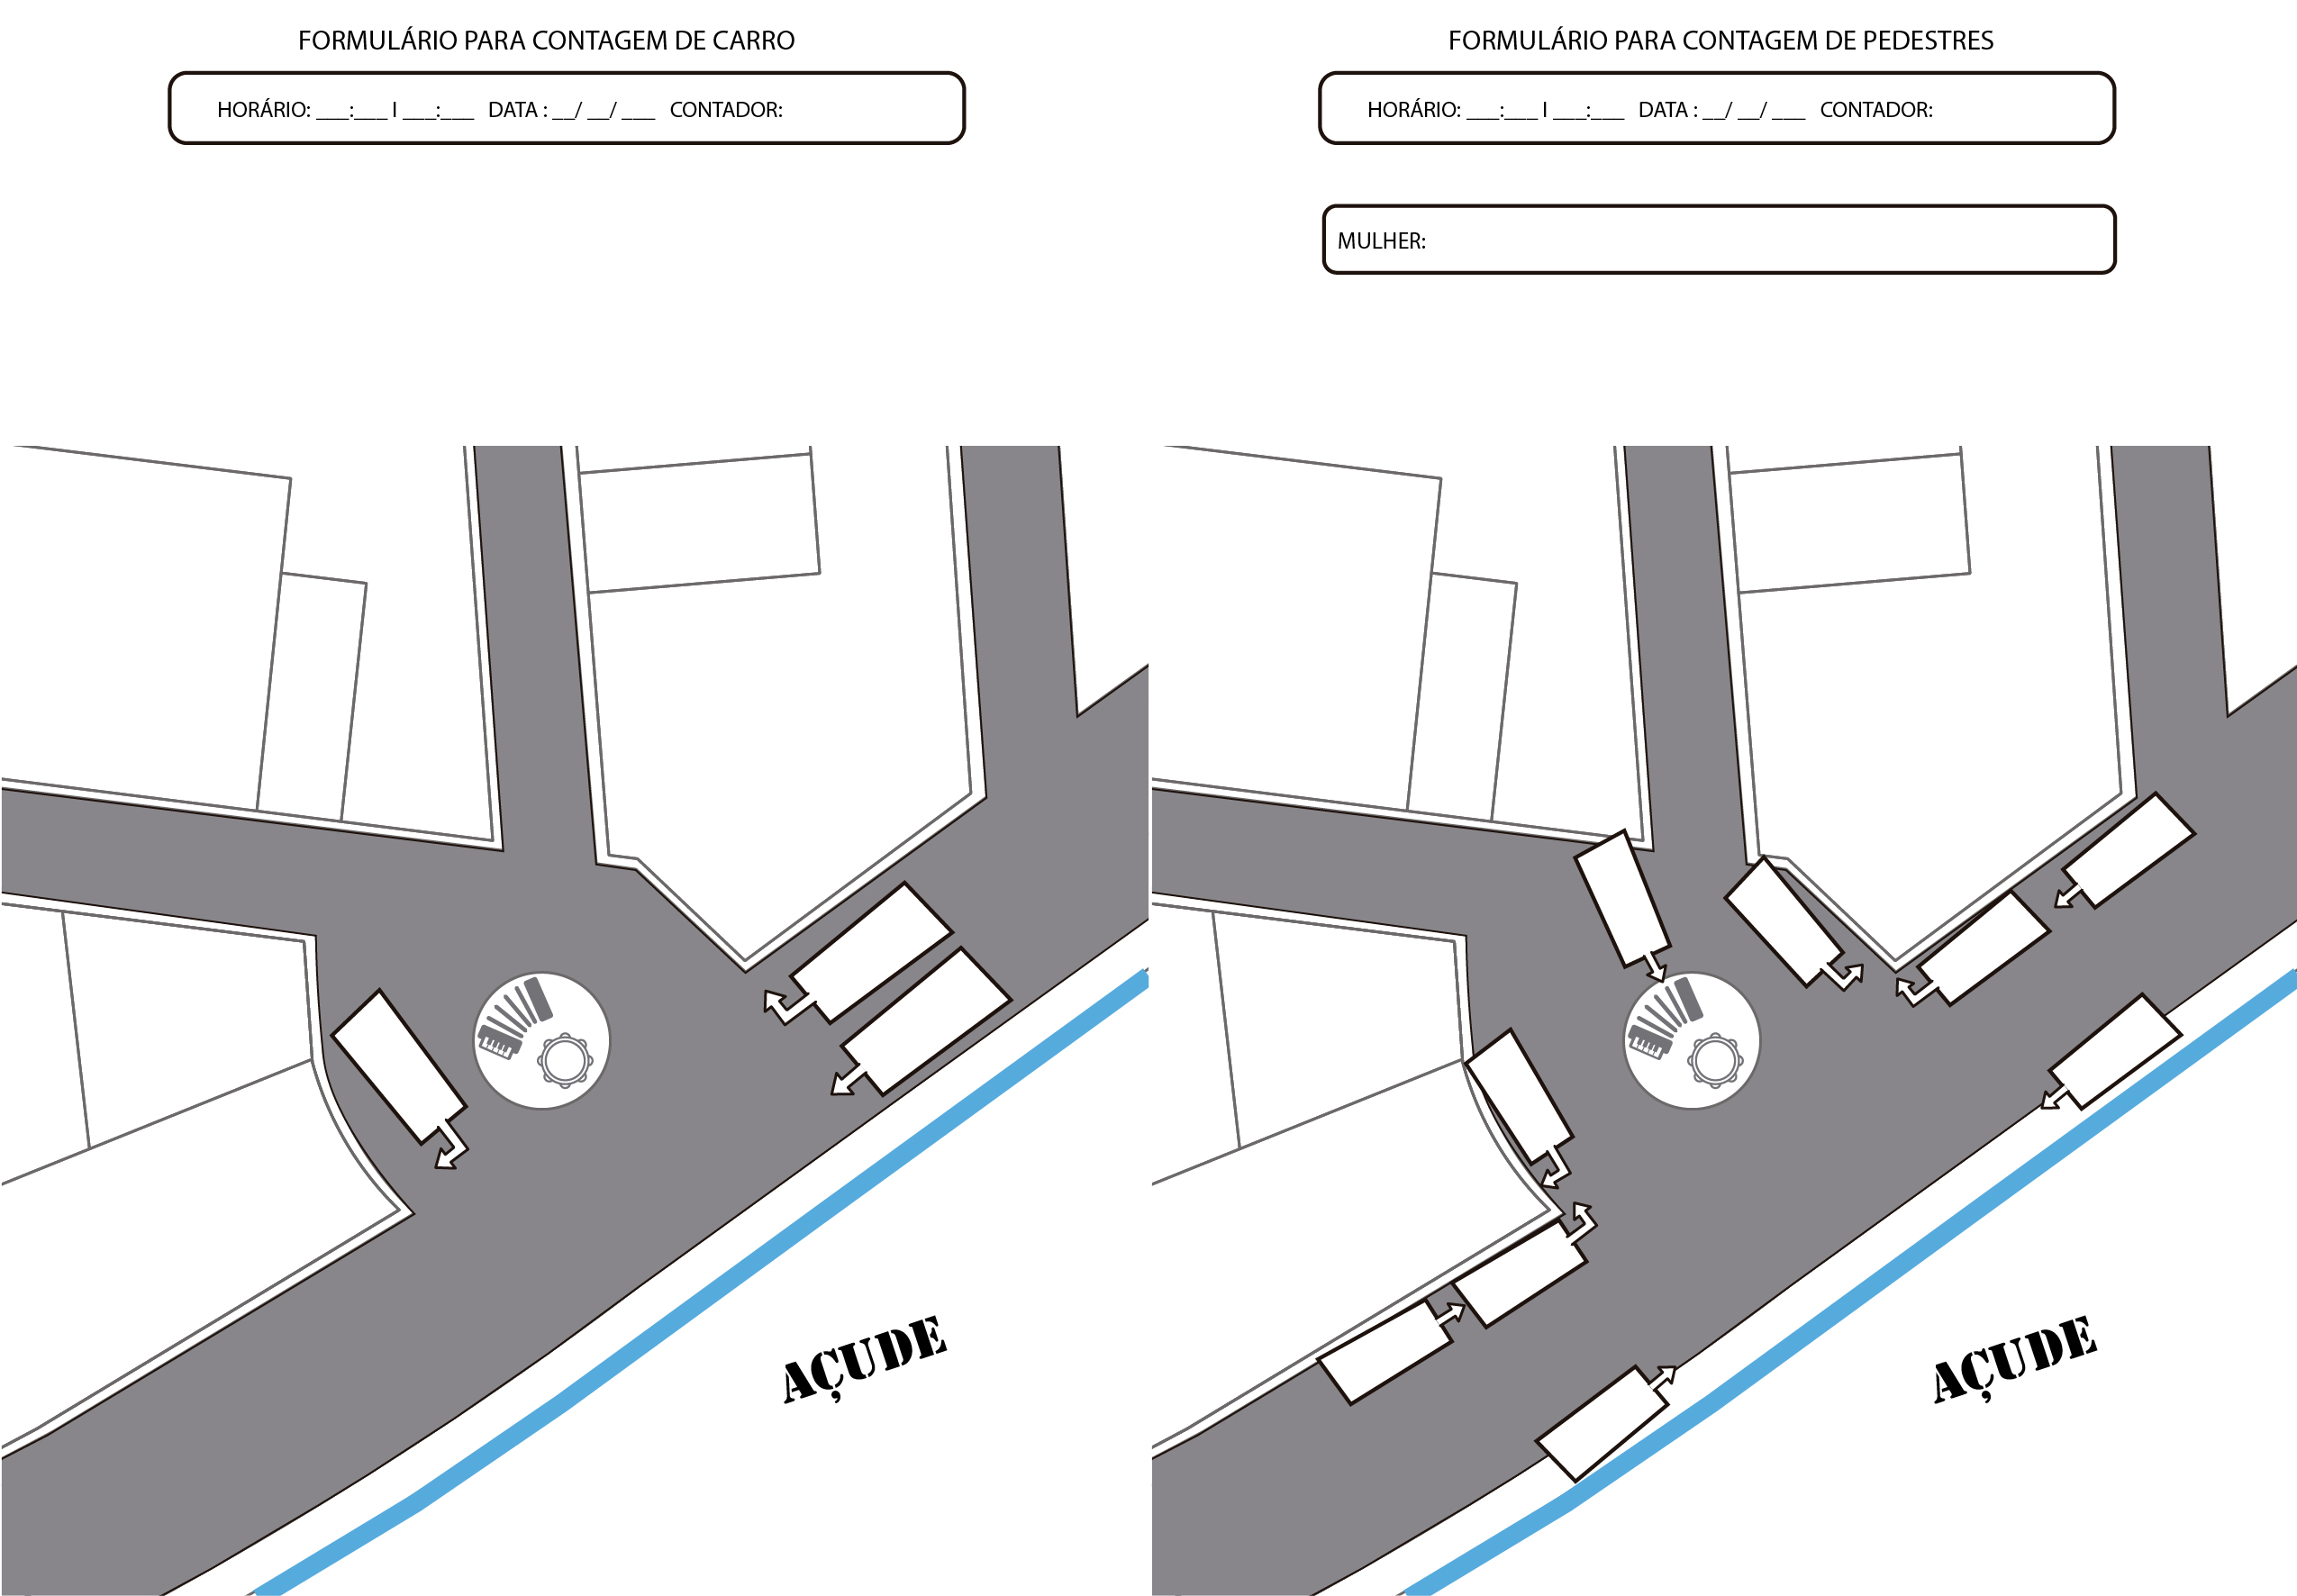 FORMULÁRIO PARA CONTAGEM DE CARRO
HORÁRIO: ___:___ I ___:___ DATA : __/ __/ ___ CONTADOR:
AÇUDE
FORMULÁRIO PARA CONTAGEM DE PEDESTRES
HORÁRIO: ___:___ I ___:___ DATA : __/ __/ ___ CONTADOR:
MULHER:
AÇUDE